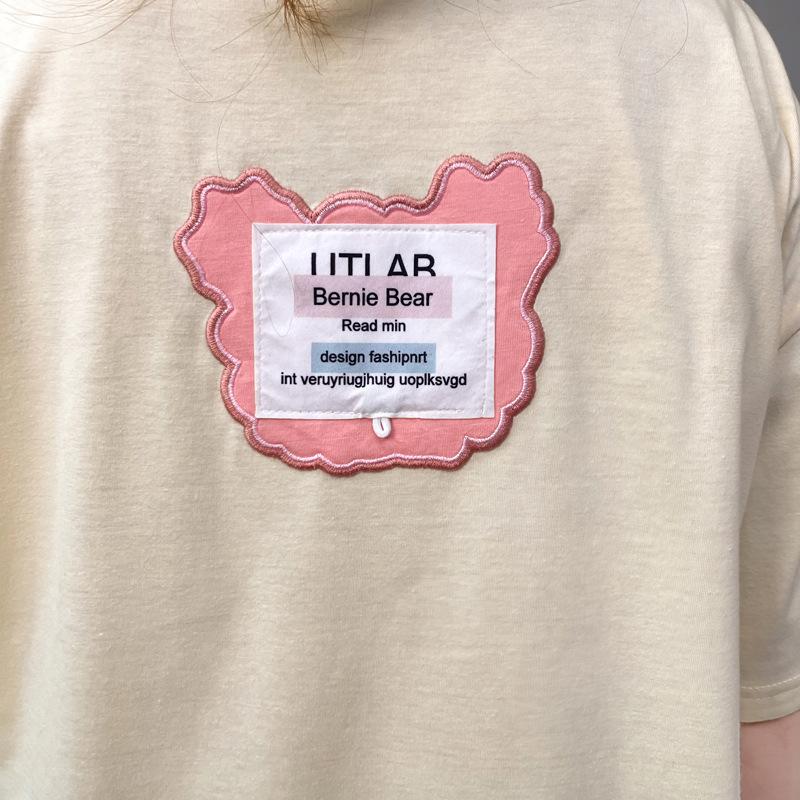 UTLAB
Bernie Bear
Read min
design fashipnrt
int veruyriugjhuig uoplksvgd